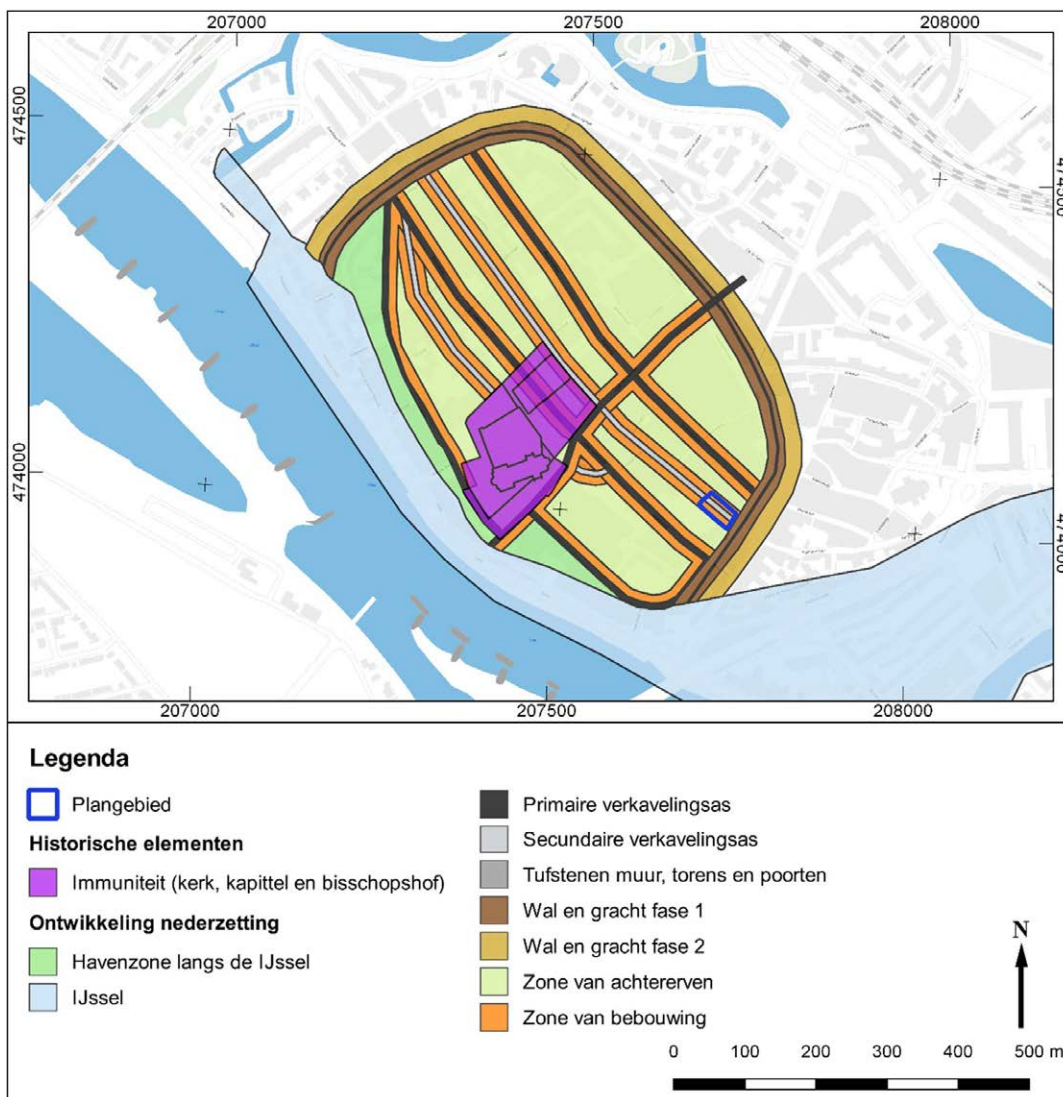 207000 207500 208000
474500
474500
474000
474000
207000 207500 208000
Legenda
Plangebied
Historische elementen
Immuniteit (kerk, kapittel en bisschopshof)
Ontwikkeling nederzetting
Havenzone langs de IJssel
IJssel
Primaire verkavelingsas
Secundaire verkavelingsas
Tufstenen muur, torens en poorten
Wal en gracht fase 1
Wal en gracht fase 2
Zone van achtererven
Zone van bebouwing
N
0 100 200 300 400 500 m